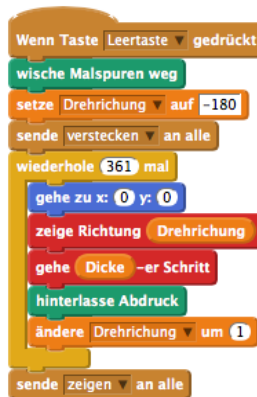 Wenn Taste Leertaste gedrückt
wische Malspuren weg
setze Drehrichung auf -180
sende verstecken an alle
wiederhole 361 mal
gehe zu x: 0 y: 0
zeige Richtung Drehrichung
gehe Dicke -er Schritt
hinterlasse Abdruck
ändere Drehrichung um 1
sende zeigen an alle